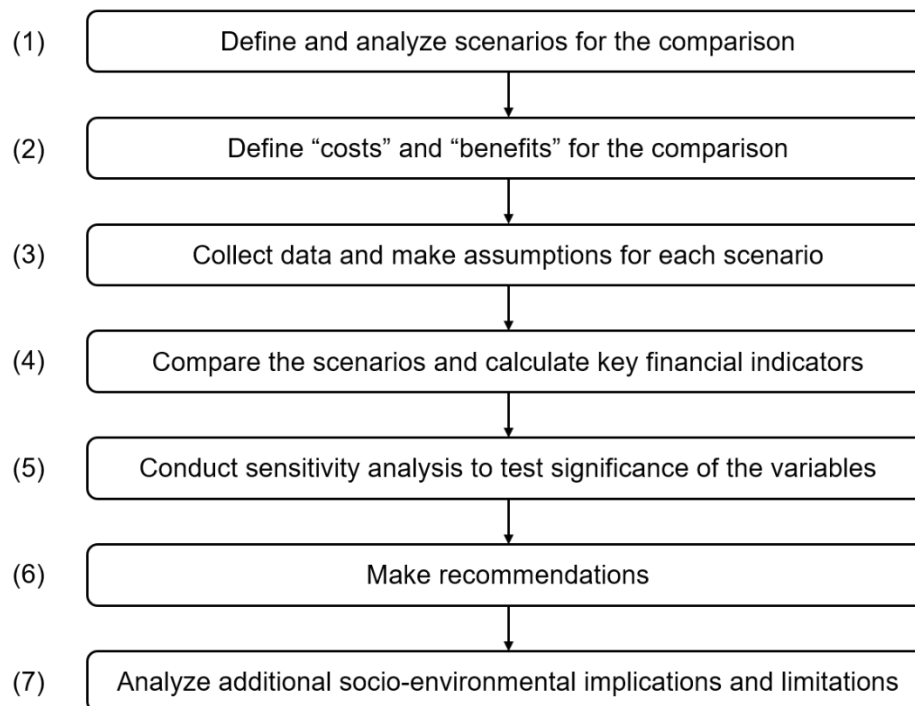 (1) Define and analyze scenarios for the comparison
(2) Define “costs” and “benefits” for the comparison
(3) Collect data and make assumptions for each scenario
(4) Compare the scenarios and calculate key financial indicators
(5) Conduct sensitivity analysis to test significance of the variables
(6) Make recommendations
(7) Analyze additional socio-environmental implications and limitations